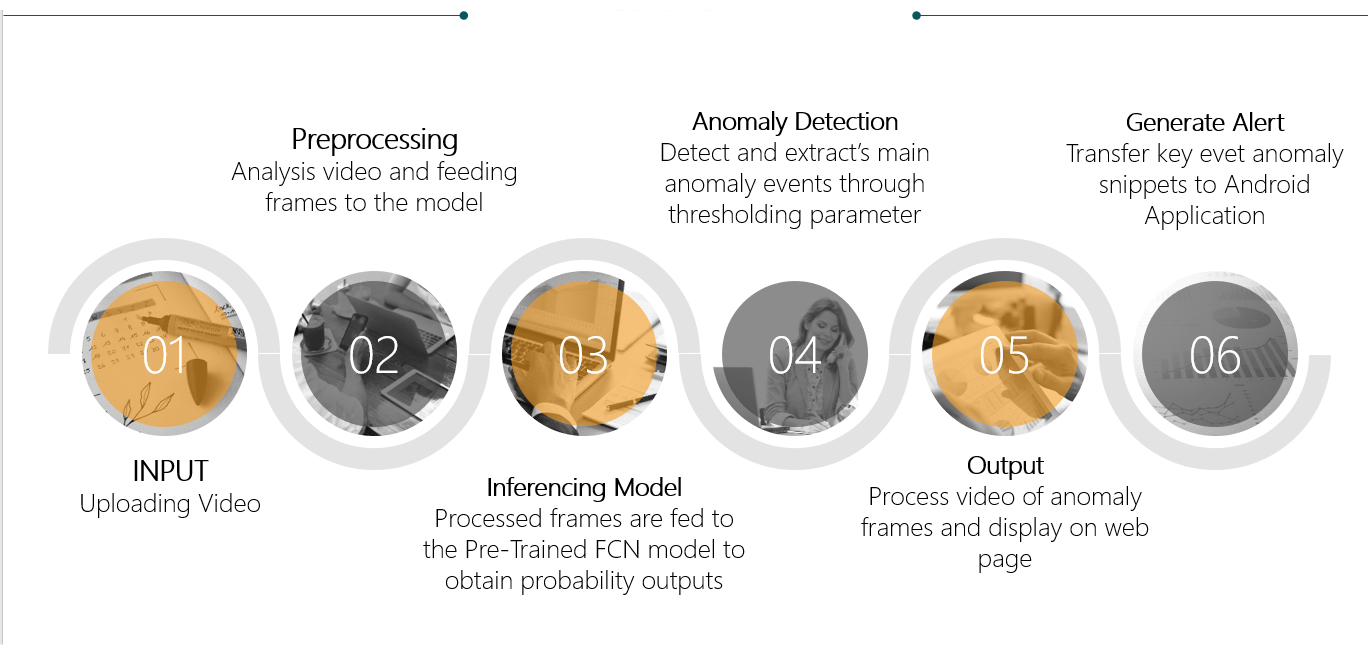 01
INPUT
Uploading Video
02
Preprocessing
Analysis video and feeding
frames to the model
03
Inferencing Model
Processed frames are fed to
the Pre-Trained FCN model to
obtain probability outputs
04
Anomaly Detection
Detect and extract’s main
anomaly events through
thresholding parameter
05
Output
Process video of anomaly
frames and display on web
page
06
Generate Alert
Transfer key evet anomaly
snippets to Android
Application